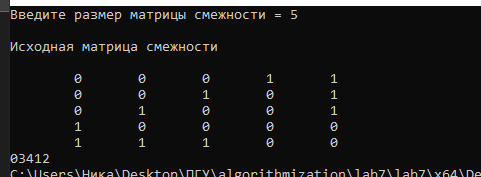 Введите размер матрицы смежности = 5
Исходная матрица смежности
0 0 0 1 1
0 0 1 0 1
0 1 0 0 1
1 0 0 0 0
1 1 1 0 0
03412
C:\Users\Ника\Desktop\ПГУ\algorithmization\lab7\lab7\x64\De